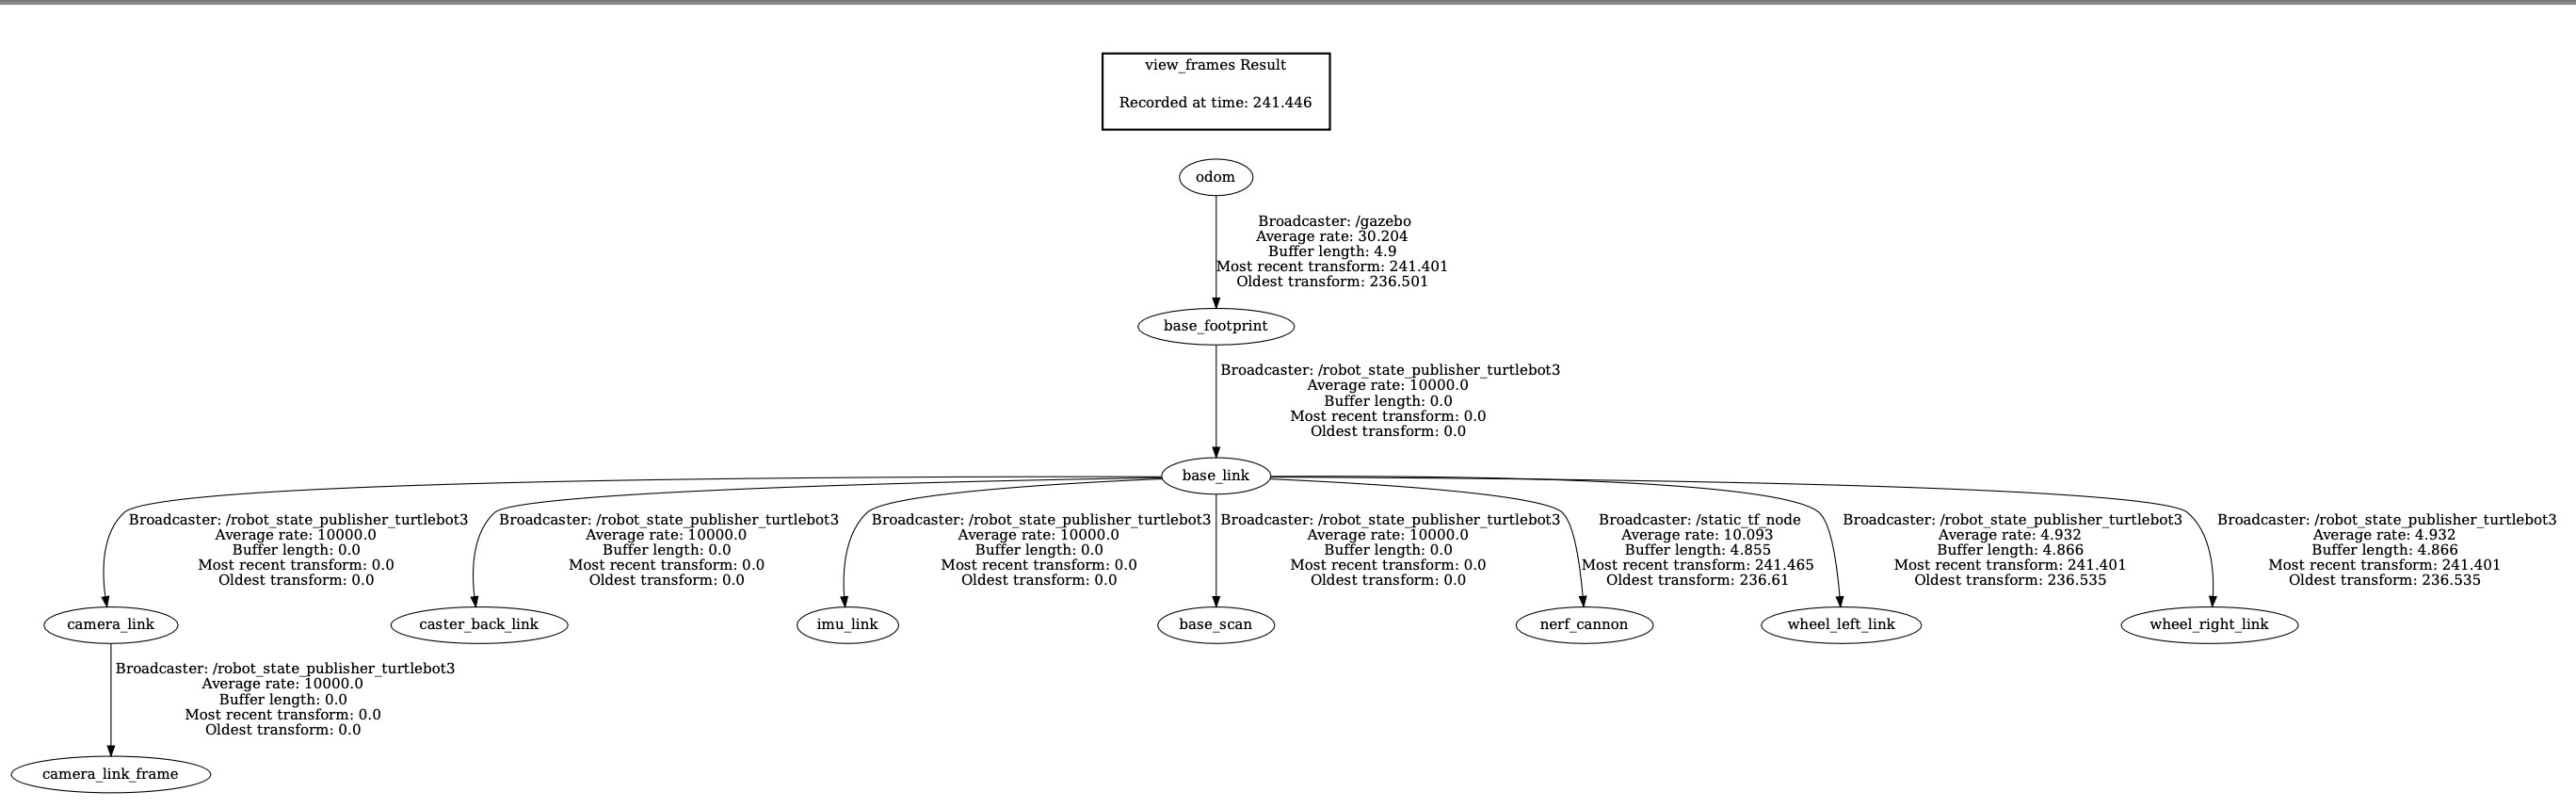 view_frames Result
Recorded at time: 241.446
odom
Broadcaster: /gazebo
Average rate: 30.204
Buffer length: 4.9
Most recent transform: 241.401
Oldest transform: 236.501
base_footprint
Broadcaster: /robot_state_publisher_turtlebot3
Average rate: 10000.0
Buffer length: 0.0
Most recent transform: 0.0
Oldest transform: 0.0
base_link
Broadcaster: /robot_state_publisher_turtlebot3
Average rate: 10000.0
Buffer length: 0.0
Most recent transform: 0.0
Oldest transform: 0.0
Broadcaster: /robot_state_publisher_turtlebot3
Average rate: 10000.0
Buffer length: 0.0
Most recent transform: 0.0
Oldest transform: 0.0
Broadcaster: /robot_state_publisher_turtlebot3
Average rate: 10000.0
Buffer length: 0.0
Most recent transform: 0.0
Oldest transform: 0.0
Broadcaster: /robot_state_publisher_turtlebot3
Average rate: 10000.0
Buffer length: 0.0
Most recent transform: 0.0
Oldest transform: 0.0
Broadcaster: /static_tf_node
Average rate: 10.093
Buffer length: 4.855
Most recent transform: 241.465
Oldest transform: 236.61
Broadcaster: /robot_state_publisher_turtlebot3
Average rate: 4.932
Buffer length: 4.866
Most recent transform: 241.401
Oldest transform: 236.535
Broadcaster: /robot_state_publisher_turtlebot3
Average rate: 4.932
Buffer length: 4.866
Most recent transform: 241.401
Oldest transform: 236.535
camera_link
caster_back_link
imu_link
base_scan
nerf_cannon
wheel_left_link
wheel_right_link
Broadcaster: /robot_state_publisher_turtlebot3
Average rate: 10000.0
Buffer length: 0.0
Most recent transform: 0.0
Oldest transform: 0.0
camera_link_frame